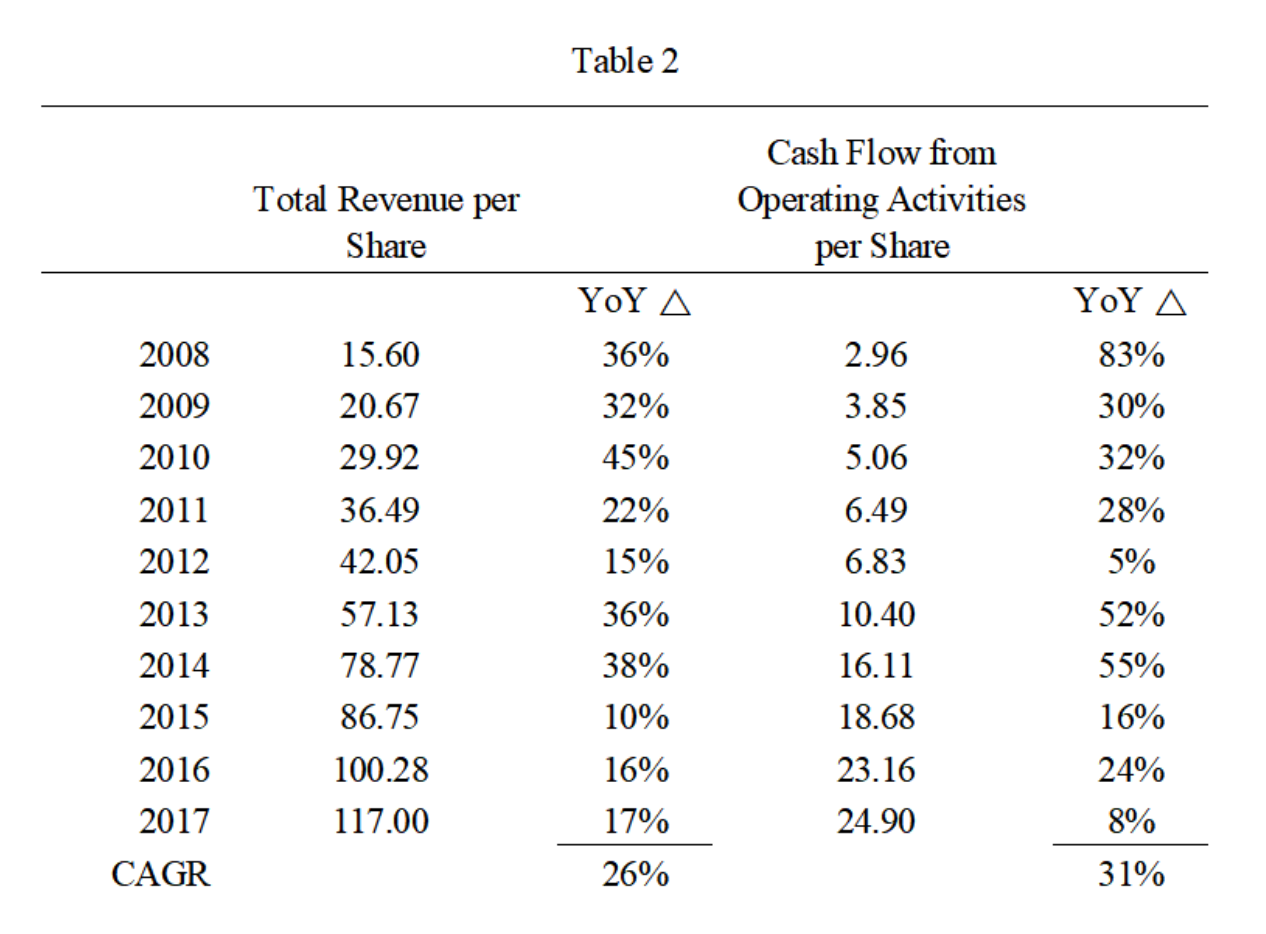 Table 2
Total Revenue per
Share
Cash Flow from
Operating Activities
per Share
YoY △ YoY △
2008 15.60 36% 2.96 83%
2009 20.67 32% 3.85 30%
2010 29.92 45% 5.06 32%
2011 36.49 22% 6.49 28%
2012 42.05 15% 6.83 5%
2013 57.13 36% 10.40 52%
2014 78.77 38% 16.11 55%
2015 86.75 10% 18.68 16%
2016 100.28 16% 23.16 24%
2017 117.00 17% 24.90 8%
CAGR 26% 31%